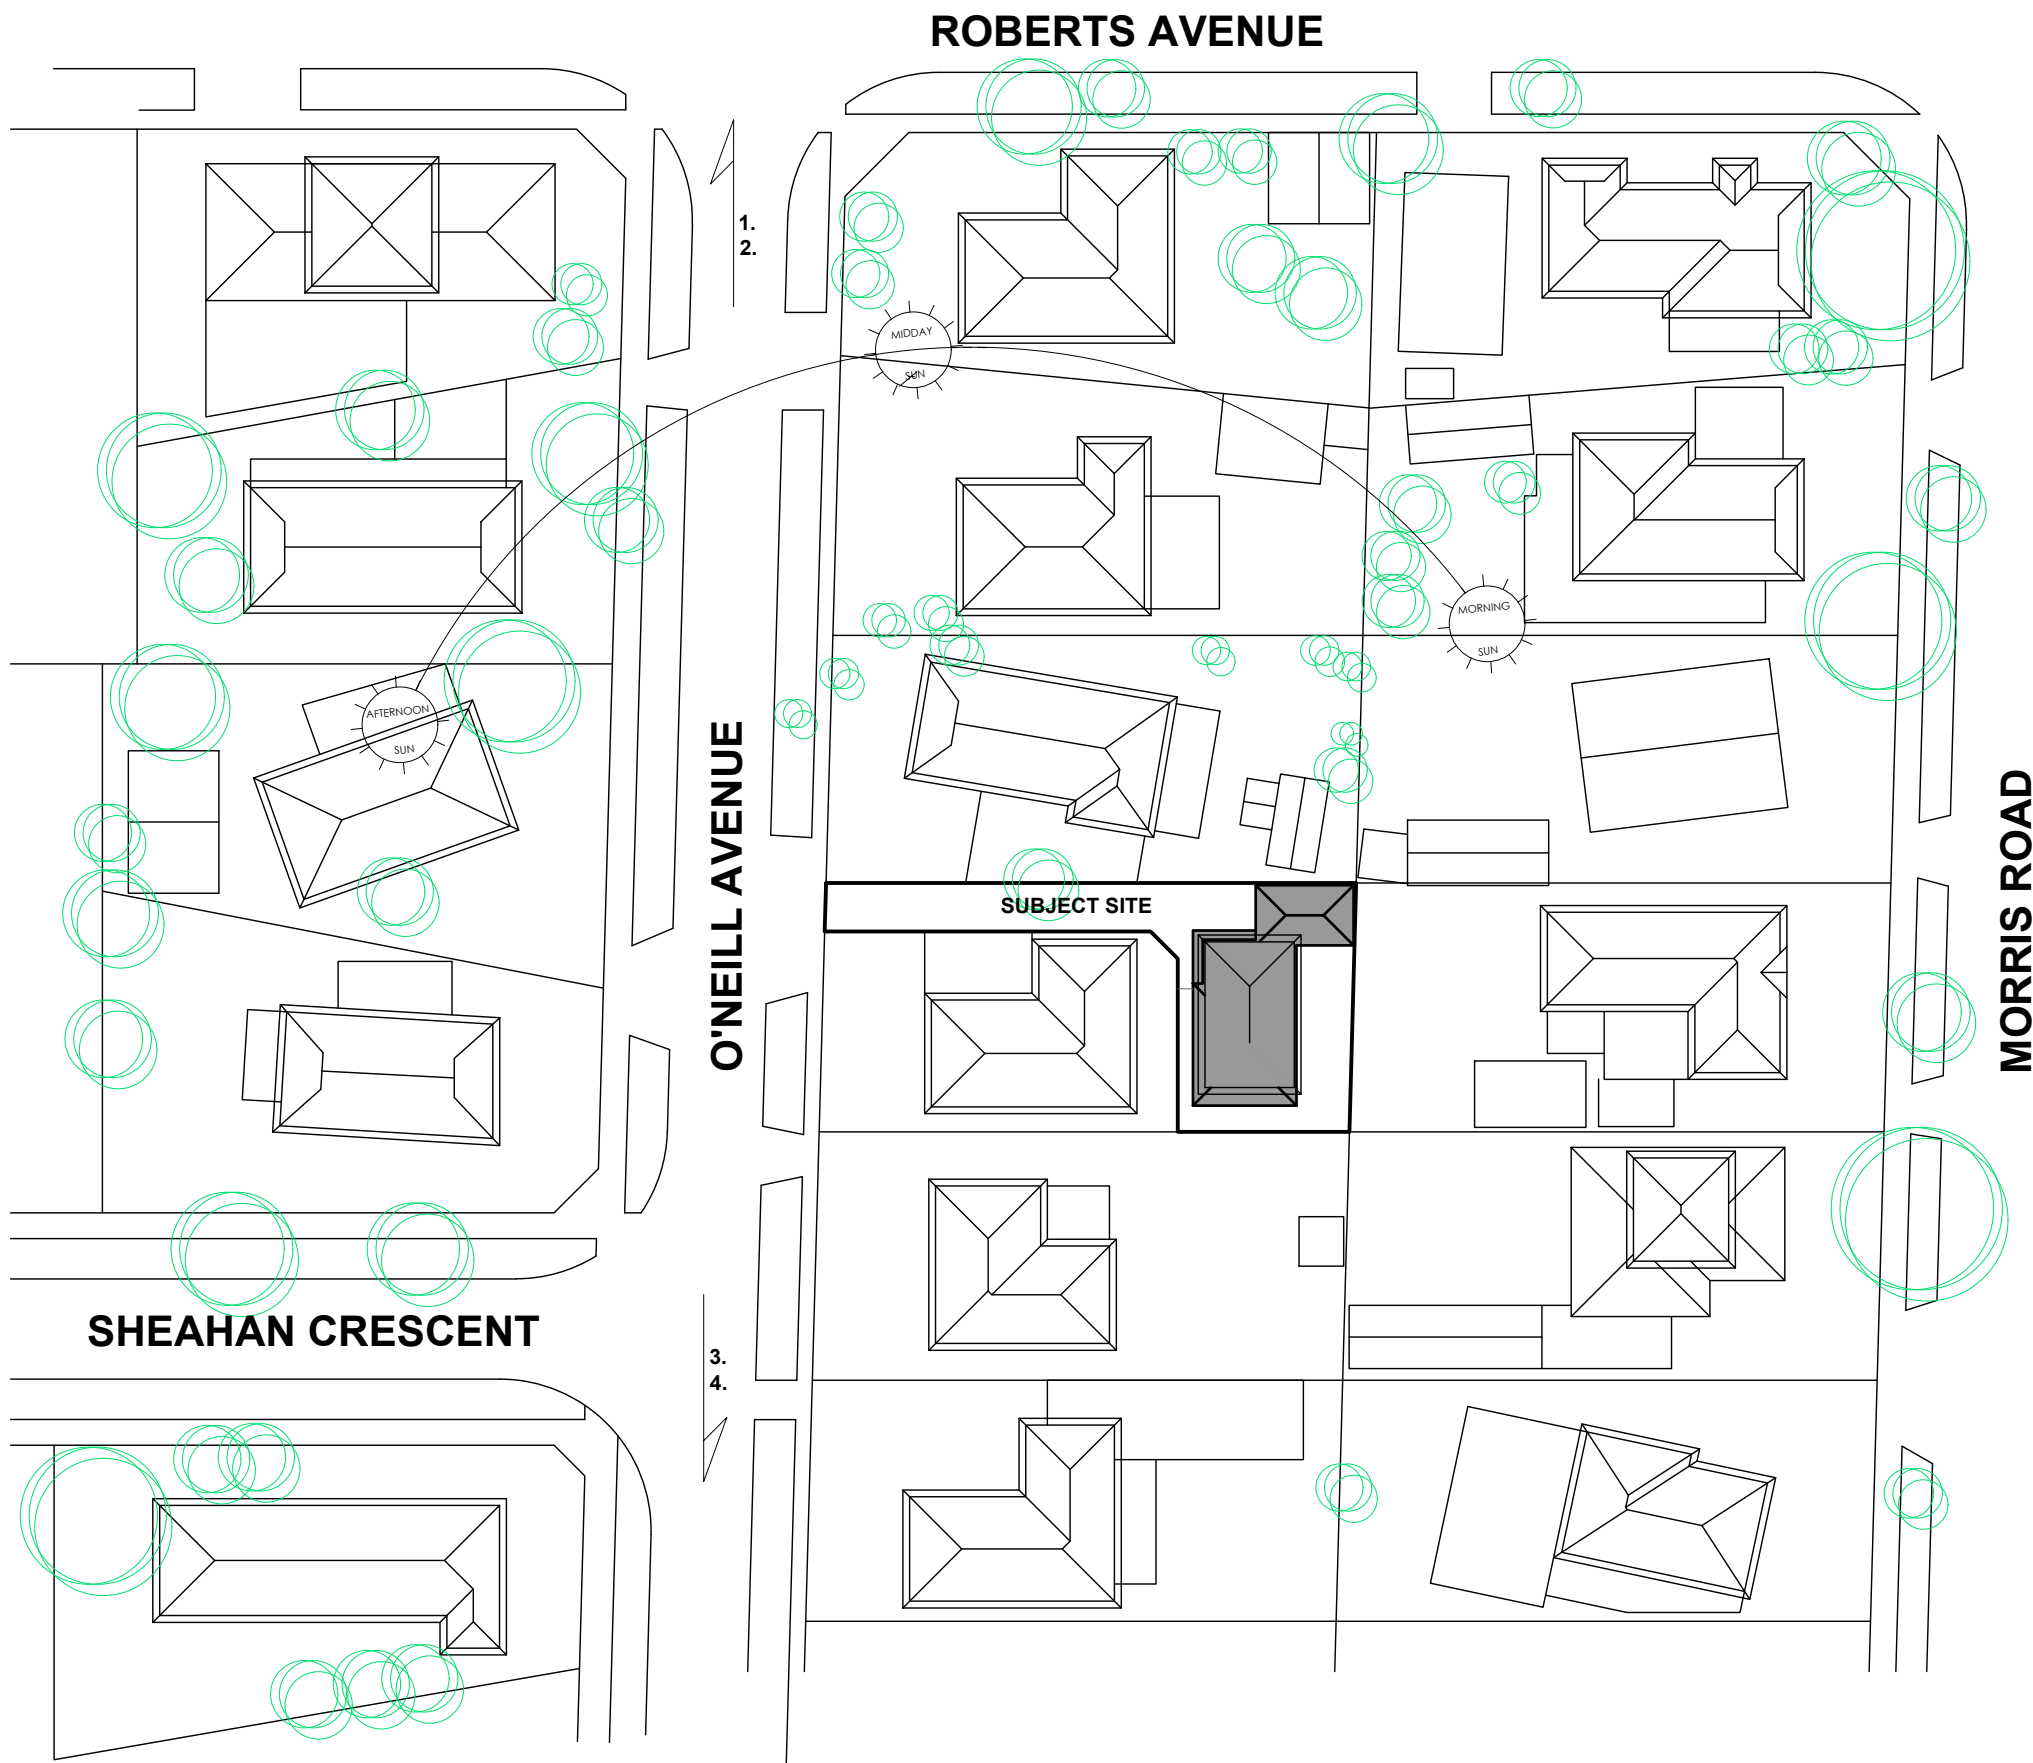 ROBERTS AVENUE
1.
2.
MIDDAY
SUN
MORNING
SUN
AFTERNOON
SUN
O'NEILL AVENUE
MORRIS ROAD
SUBJECT SITE
SHEAHAN CRESCENT
3.
4.